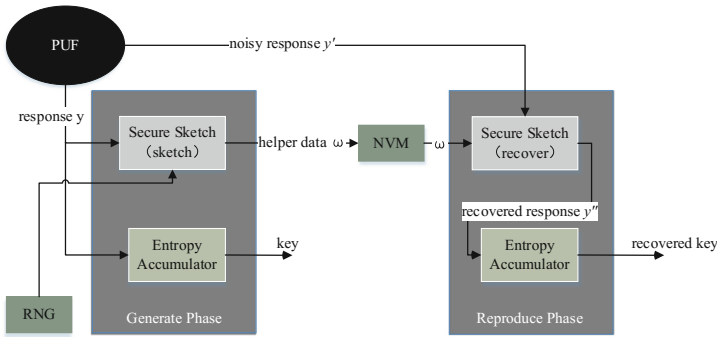 PUF
noisy response y′
response y
Secure Sketch
（sketch）
helper data ω
NVM
ω
Secure Sketch
（recover）
recovered response y″
Entropy
Accumulator
key
Entropy
Accumulator
recovered key
RNG
Generate Phase
Reproduce Phase